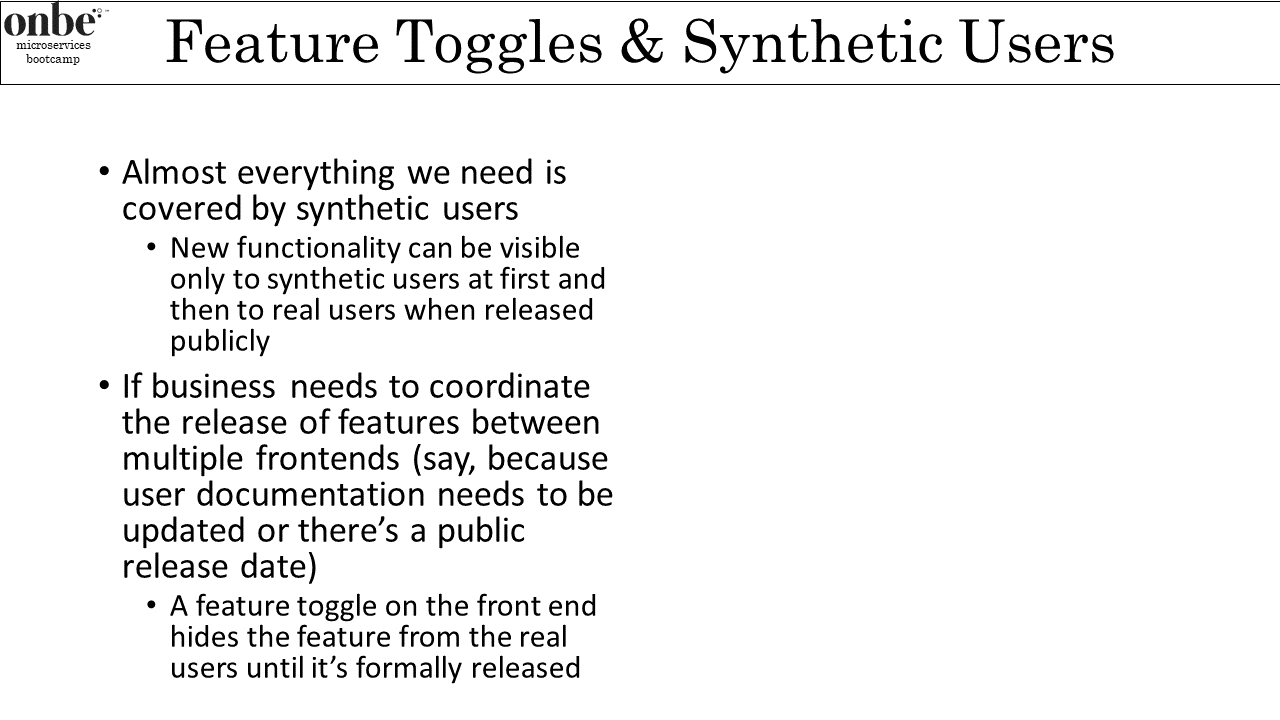 onbe
microservices
bootcamp
Feature Toggles & Synthetic Users
• Almost everything we need is
covered by synthetic users
• New functionality can be visible
only to synthetic users at first and
then to real users when released
publicly
• If business needs to coordinate
the release of features between
multiple frontends (say, because
user documentation needs to be
updated or there’s a public
release date)
• A feature toggle on the front end
hides the feature from the real
users until it’s formally released